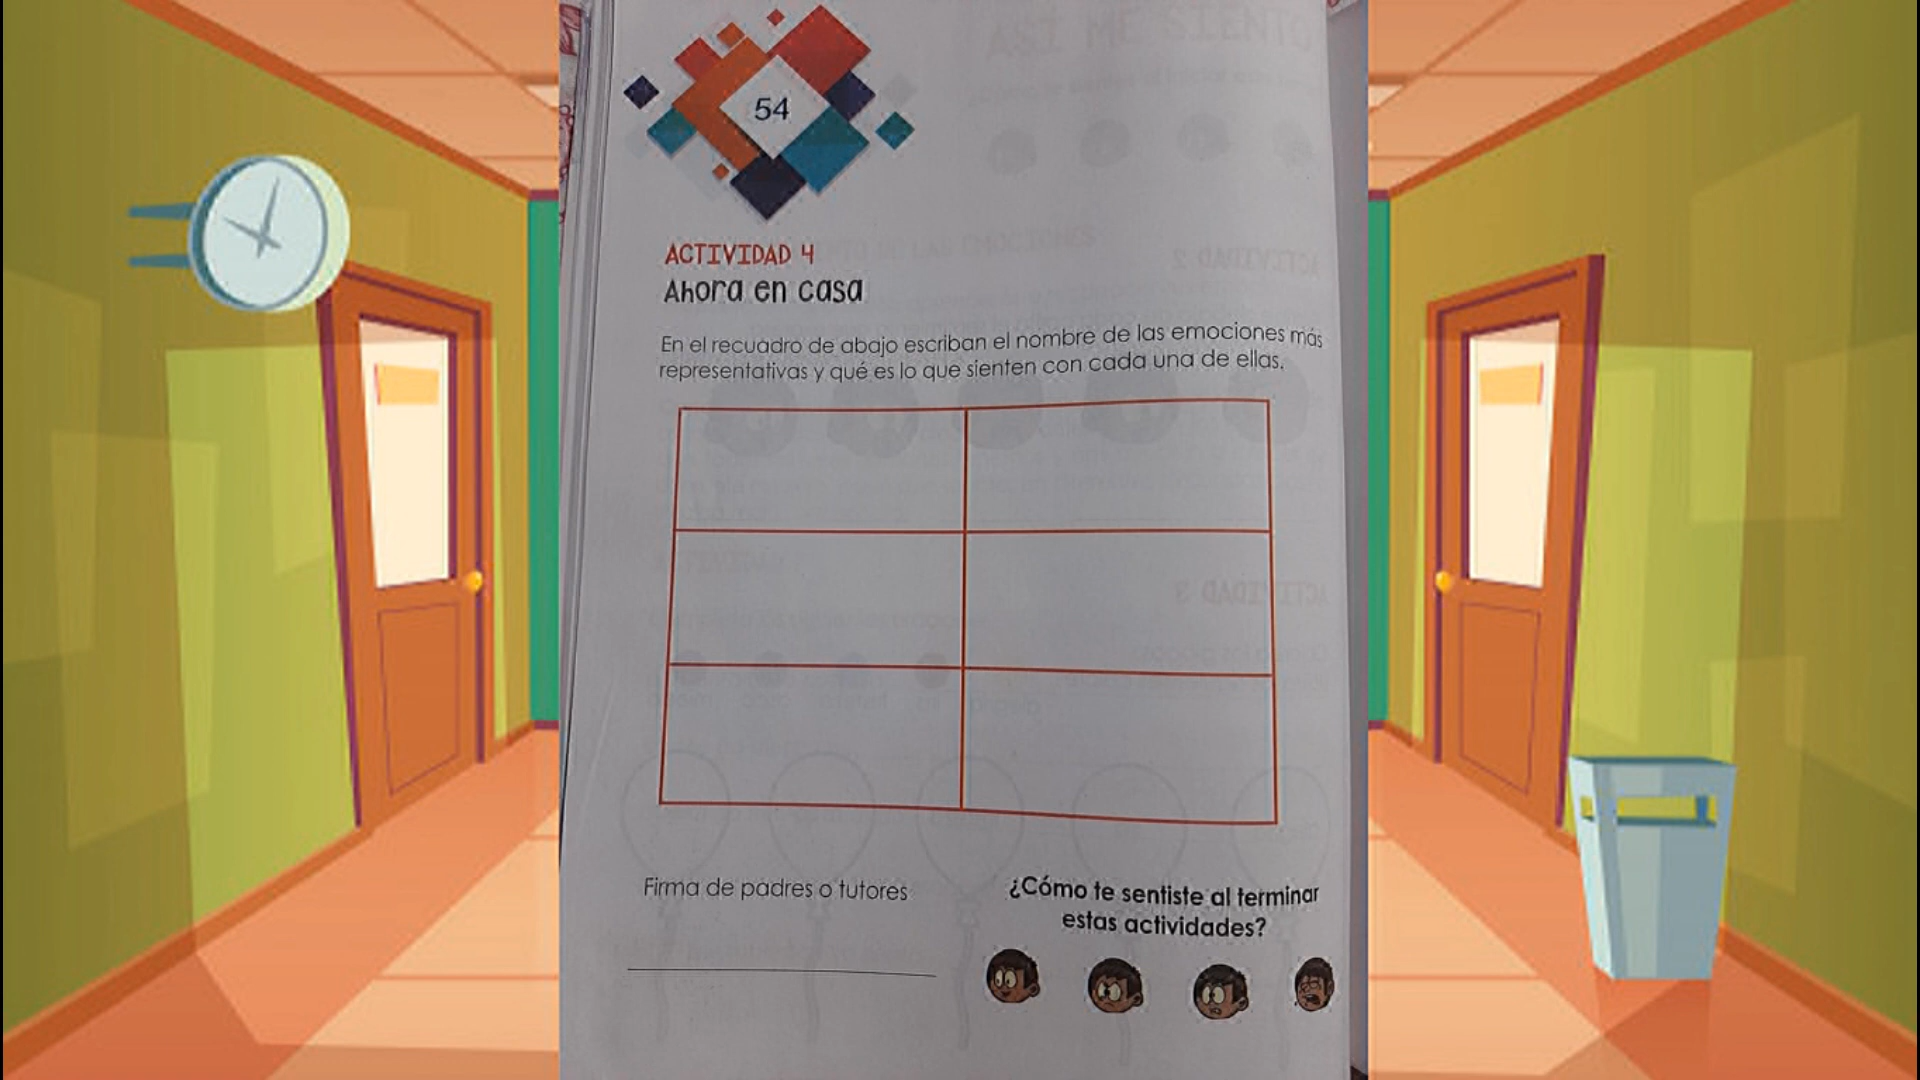 54
ACTIVIDAD 4
Ahora en casa
En el recuadro de abajo escriban el nombre de las emociones más
representativas y qué es lo que sienten con cada una de ellas.
Firma de padres o tutores
¿Cómo te sentiste al terminar
estas actividades?